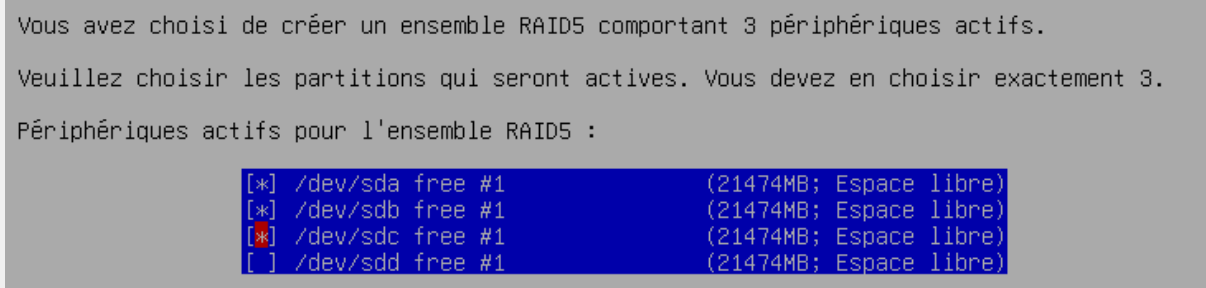 Vous avez choisi de créer un ensemble RAID5 comportant 3 périphériques actifs.
Veuillez choisir les partitions qui seront actives. Vous devez en choisir exactement 3.
Périphériques actifs pour l'ensemble RAID5 :
[*] /dev/sda free #1 (21474MB; Espace libre)
[*] /dev/sdb free #1 (21474MB; Espace libre)
[*] /dev/sdc free #1 (21474MB; Espace libre)
[ ] /dev/sdd free #1 (21474MB; Espace libre)